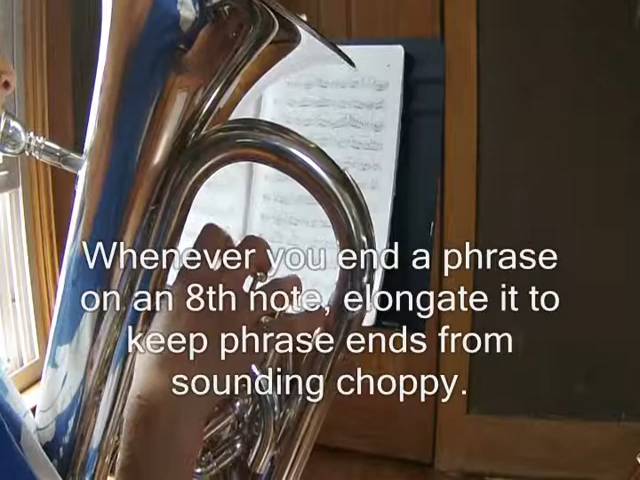 Whenever you end a phrase
on an 8th note, elongate it to
keep phrase ends from
sounding choppy.